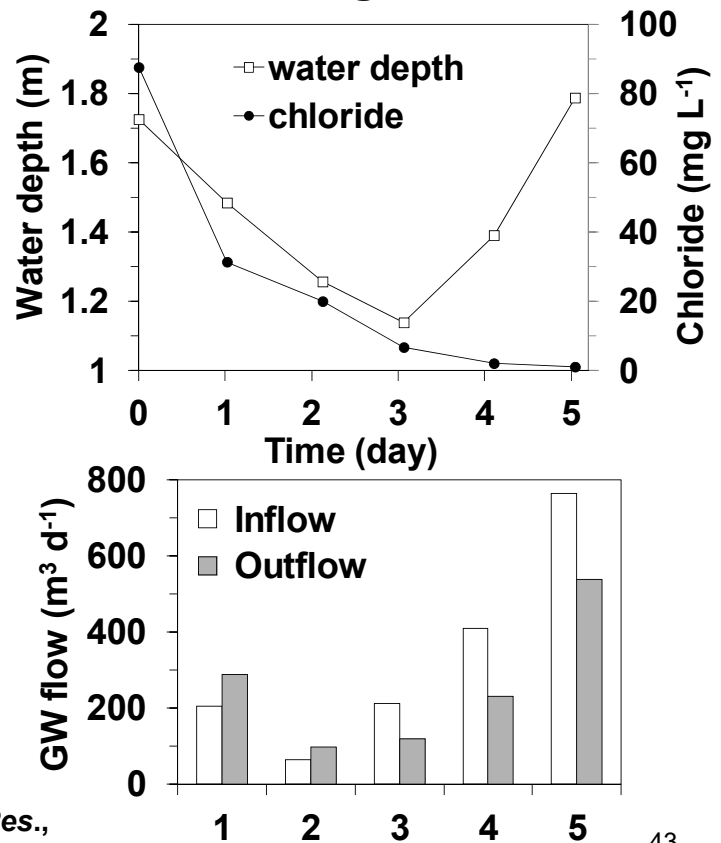 2
1.8
1.6
1.4
1.2
1
Water depth (m)
water depth
chloride
100
80
60
40
20
0
Chloride (mg L-1)
0 1 2 3 4 5
Time (day)
800
600
400
200
0
GW flow (m3 d-1)
Inflow
Outflow
1 2 3 4 5